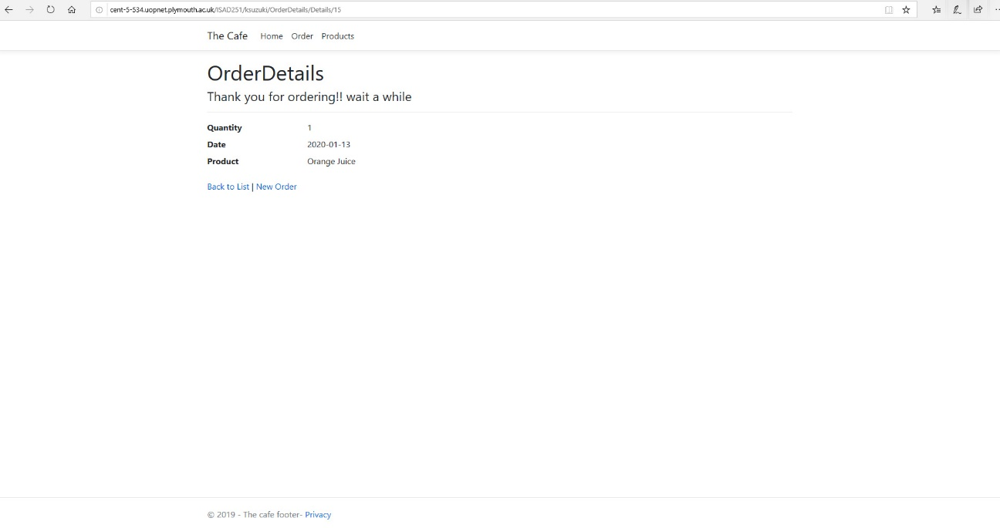 cent-5-534.uopnet.plymouth.ac.uk/ISAD251/ksuzuki/OrderDetails/Details/15
The Cafe Home Order Products
OrderDetails
Thank you for ordering!! wait a while
Quantity 1
Date 2020-01-13
Product Orange Juice
Back to List | New Order
© 2019 - The cafe footer- Privacy